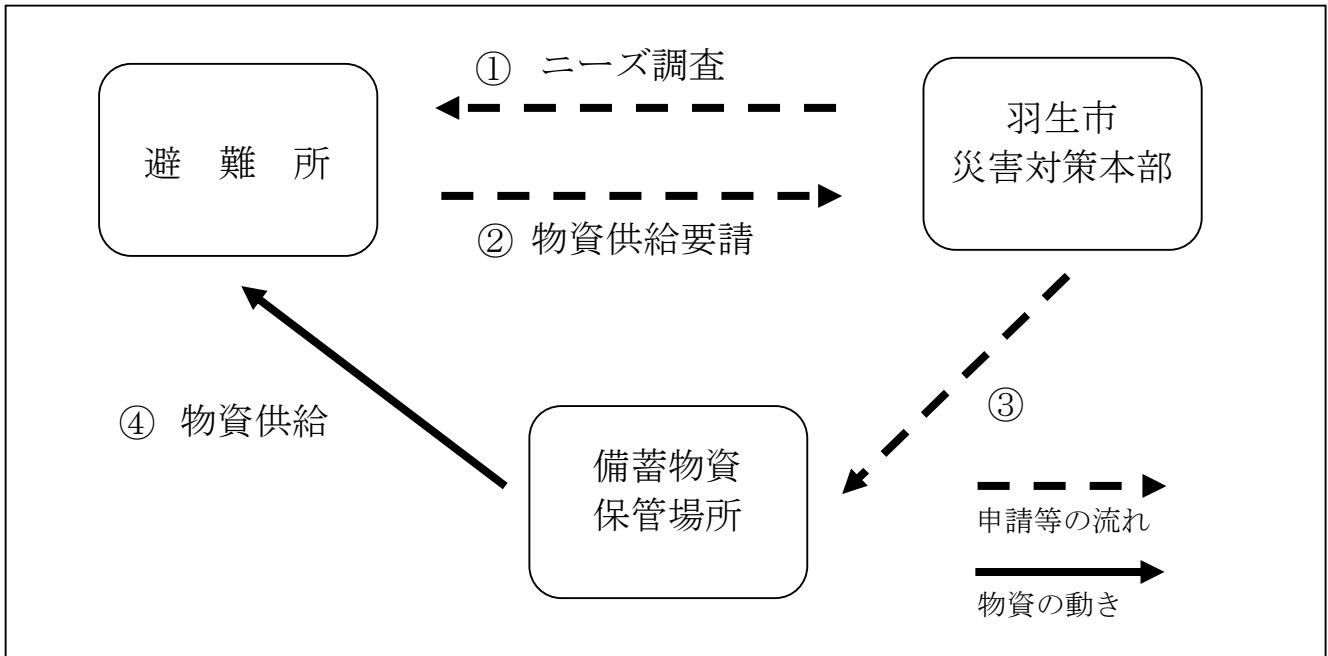 ① ニーズ調査
避　難　所
羽生市
災害対策本部
② 物資供給要請
③
④ 物資供給
備蓄物資
保管場所
申請等の流れ
物資の動き